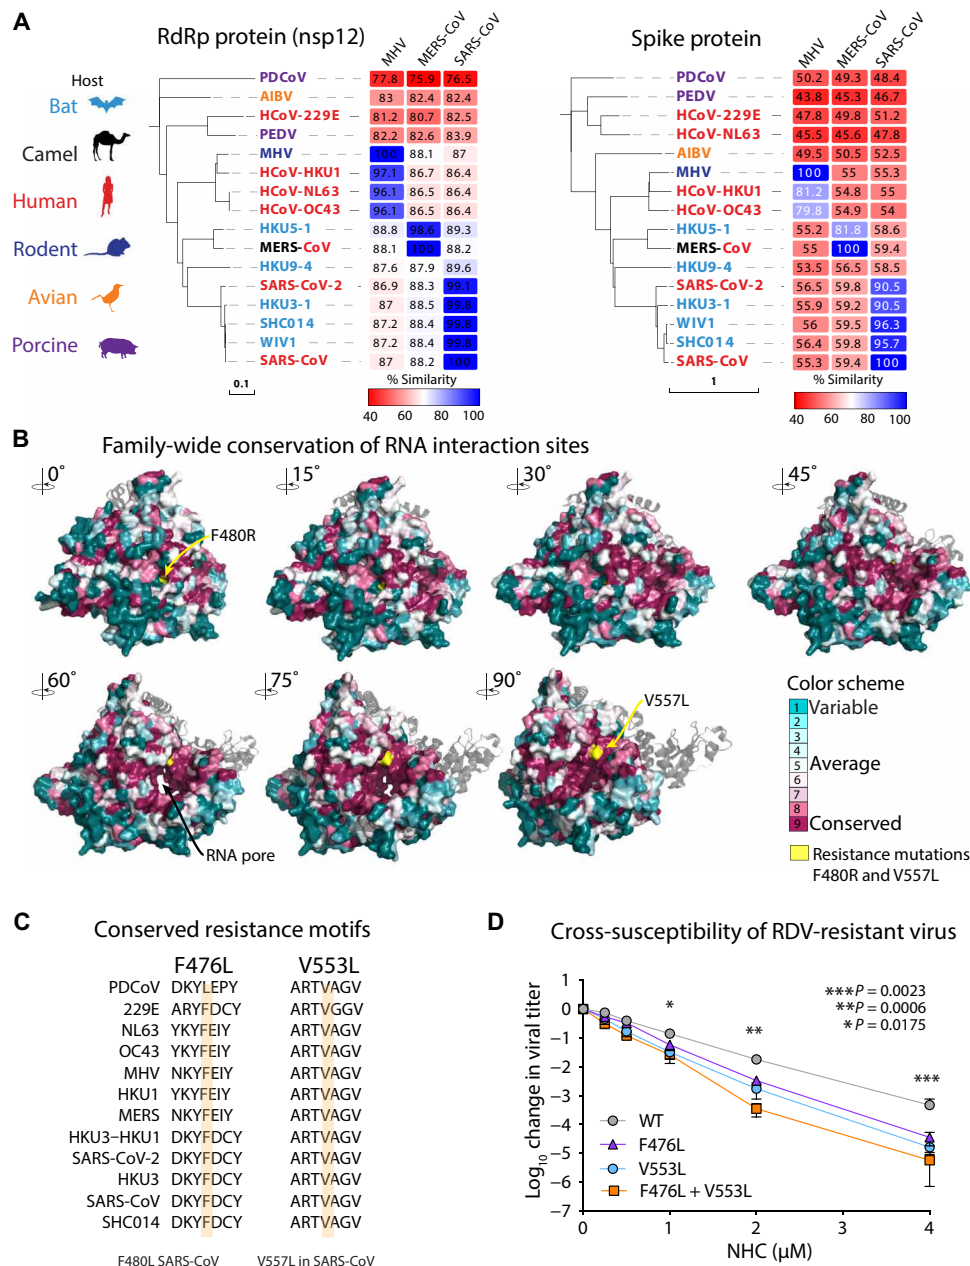 A
RdRp protein (nsp12)
MHV
MERS-CoV
SARS-CoV
Host
Bat
Camel
Human
Rodent
Avian
Porcine
PDCoV 77.8 75.9 76.5
AIBV 83 82.4 82.4
HCoV-229E 81.2 80.7 82.5
PEDV 82.2 82.6 83.9
MHV 100 88.1 87
HCoV-HKU1 97.1 86.7 86.4
HCoV-NL63 96.1 86.5 86.4
HCoV-OC43 96.1 86.5 86.4
HKU5-1 88.8 98.6 89.3
MERS-CoV 88.1 100 88.2
HKU9-4 87.6 87.9 89.6
SARS-CoV-2 86.9 88.3 99.1
HKU3-1 87 88.5 99.8
SHC014 87.2 88.4 99.8
WIV1 87.2 88.4 99.8
SARS-CoV 87 88.2 100
0.1
% Similarity
40 60 80 100
Spike protein
MHV
MERS-CoV
SARS-CoV
PDCoV 50.2 49.3 48.4
PEDV 43.8 45.3 46.7
HCoV-229E 47.8 49.8 51.2
HCoV-NL63 45.5 45.6 47.8
AIBV 49.5 50.5 52.5
MHV 100 55 55.3
HCoV-HKU1 81.2 54.8 55
HCoV-OC43 79.8 54.9 54
HKU5-1 55.2 81.8 58.6
MERS-CoV 55 100 59.4
HKU9-4 53.5 56.5 58.5
SARS-CoV-2 56.5 59.8 90.5
HKU3-1 55.9 59.2 90.5
WIV1 56 59.5 96.3
SHC014 56.4 59.8 95.7
SARS-CoV 55.3 59.4 100
1
% Similarity
40 60 80 100
B
Family-wide conservation of RNA interaction sites
0°
15°
30°
45°
F480R
60°
75°
90°
V557L
RNA pore
Color scheme
1 Variable
2
3
4
5 Average
6
7
8
9 Conserved
Resistance mutations
F480R and V557L
C
Conserved resistance motifs
F476L V553L
PDCoV DKYLEPY ARTVAGV
229E ARYFDCY ARTVGGV
NL63 YKYFEIY ARTVAGV
OC43 YKYFEIY ARTVAGV
MHV NKYFEIY ARTVAGV
HKU1 YKYFEIY ARTVAGV
MERS NKYFEIY ARTVAGV
HKU3−HKU1 DKYFDCY ARTVAGV
SARS-CoV-2 DKYFDCY ARTVAGV
HKU3 DKYFDCY ARTVAGV
SARS-CoV DKYFDCY ARTVAGV
SHC014 DKYFDCY ARTVAGV
F480L SARS-CoV V557L in SARS-CoV
D
Cross-susceptibility of RDV-resistant virus
Log10 change in viral titer
1
0
−1
−2
−3
−4
−5
−6
−7
***P = 0.0023
**P = 0.0006
*P = 0.0175
*
**
***
WT
F476L
V553L
F476L + V553L
0 1 2 3 4
NHC (μM)